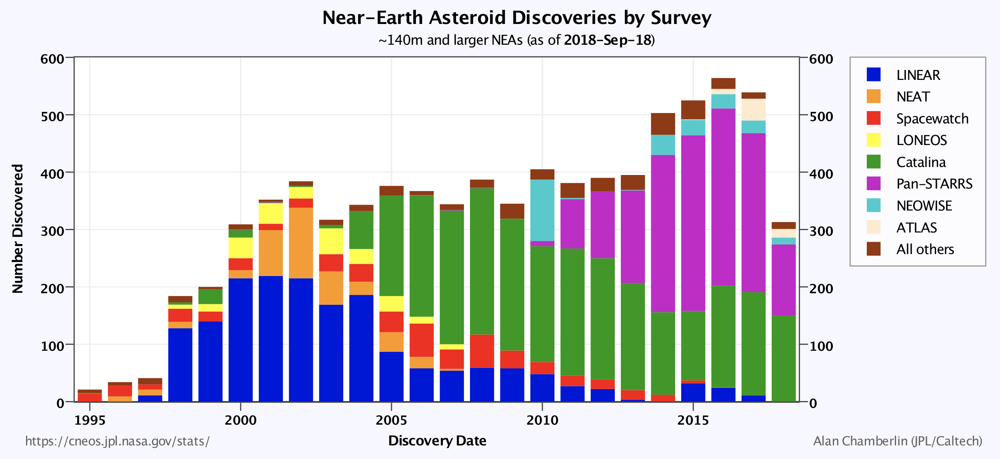 Near-Earth Asteroid Discoveries by Survey
~140m and larger NEAs (as of 2018-Sep-18)
600
500
400
300
200
100
0
Number Discovered
600
500
400
300
200
100
0
LINEAR
NEAT
Spacewatch
LONEOS
Catalina
Pan-STARRS
NEOWISE
ATLAS
All others
1995 2000 2005 2010 2015
Discovery Date
https://cneos.jpl.nasa.gov/stats/
Alan Chamberlin (JPL/Caltech)